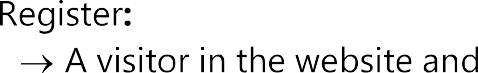 Register:
→ A visitor in the website and